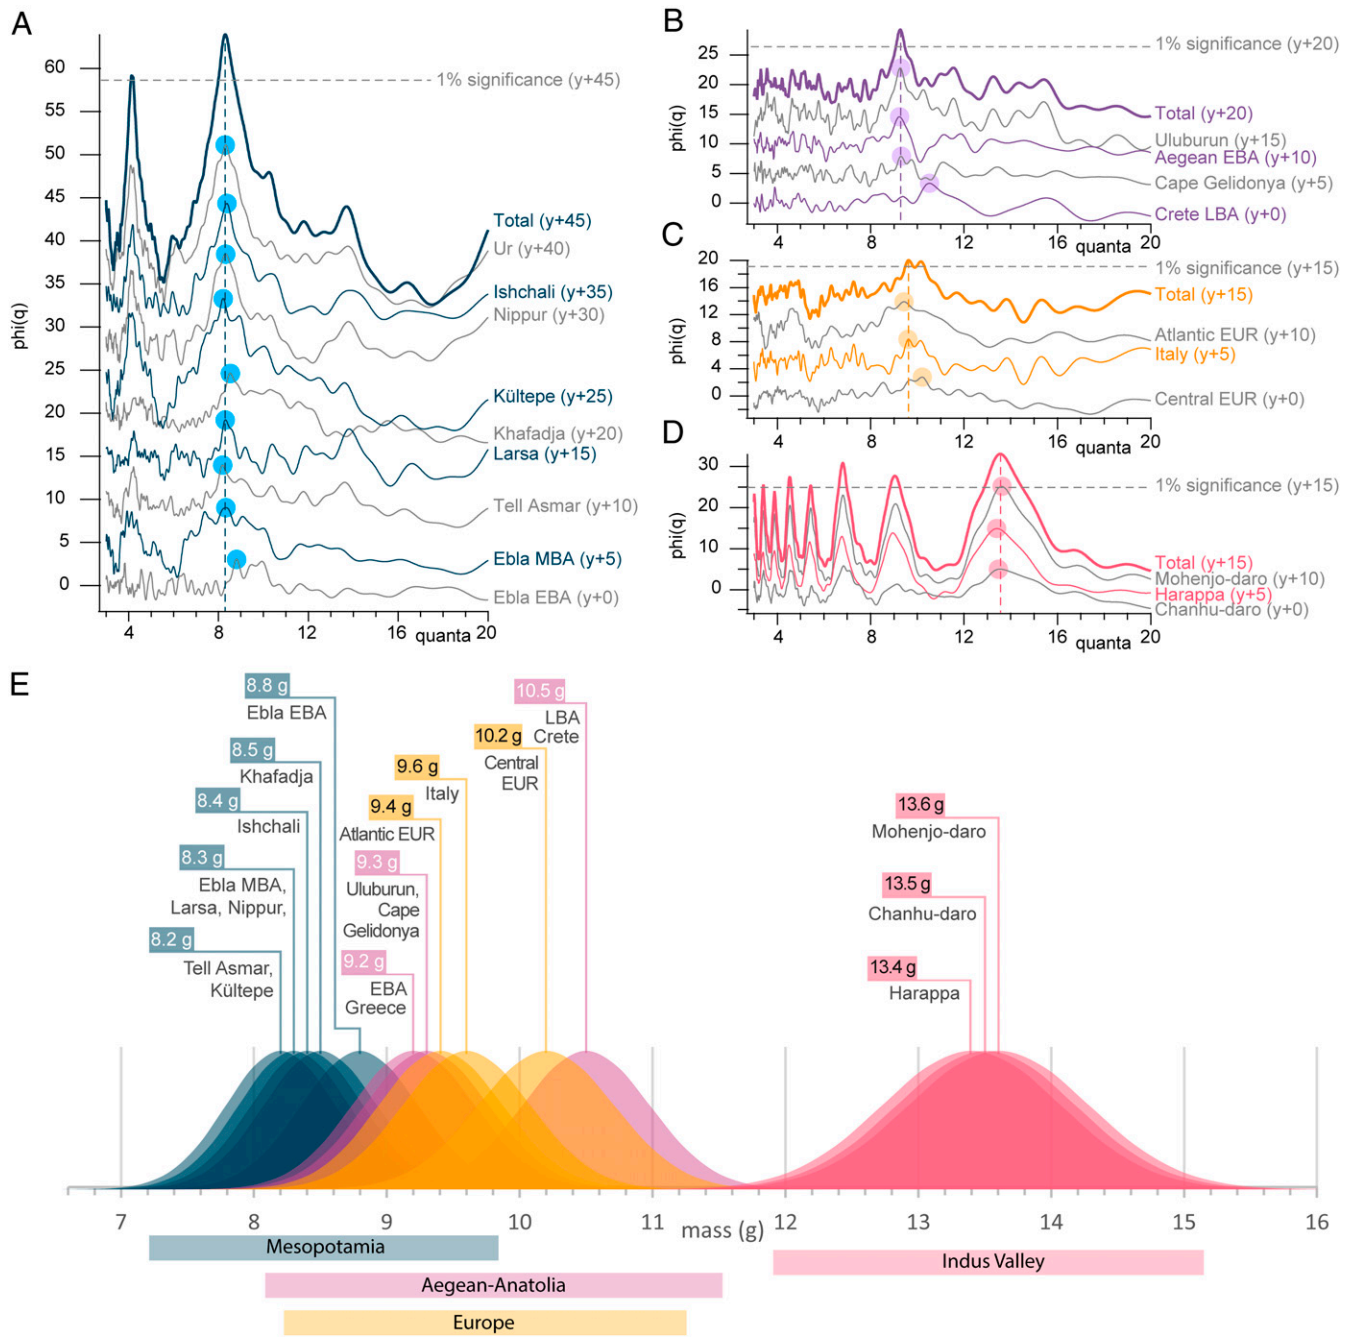 A
60
55
50
45
40
35
30
25
20
15
10
5
0
phi(q)
1% significance (y+45)
Total (y+45)
Ur (y+40)
Ishchali (y+35)
Nippur (y+30)
Kültepe (y+25)
Khafadja (y+20)
Larsa (y+15)
Tell Asmar (y+10)
Ebla MBA (y+5)
Ebla EBA (y+0)
4 8 12 16 quanta 20
B
25
20
15
10
5
0
phi(q)
1% significance (y+20)
Total (y+20)
Uluburun (y+15)
Aegean EBA (y+10)
Cape Gelidonya (y+5)
Crete LBA (y+0)
4 8 12 16 quanta 20
C
20
16
12
8
4
0
phi(q)
1% significance (y+15)
Total (y+15)
Atlantic EUR (y+10)
Italy (y+5)
Central EUR (y+0)
4 8 12 16 quanta 20
D
30
20
10
0
phi(q)
1% significance (y+15)
Total (y+15)
Mohenjo-daro (y+10)
Harappa (y+5)
Chanhu-daro (y+0)
4 8 12 16 quanta 20
E
8.8 g
Ebla EBA
8.5 g
Khafadja
8.4 g
Ishchali
8.3 g
Ebla MBA,
Larsa, Nippur,
8.2 g
Tell Asmar,
Kültepe
10.5 g
LBA
Crete
10.2 g
Central
EUR
9.6 g
Italy
9.4 g
Atlantic EUR
9.3 g
Uluburun,
Cape
Gelidonya
9.2 g
EBA
Greece
13.6 g
Mohenjo-daro
13.5 g
Chanhu-daro
13.4 g
Harappa
7 8 9 10 11 mass (g) 12 13 14 15 16
Mesopotamia
Indus Valley
Aegean-Anatolia
Europe